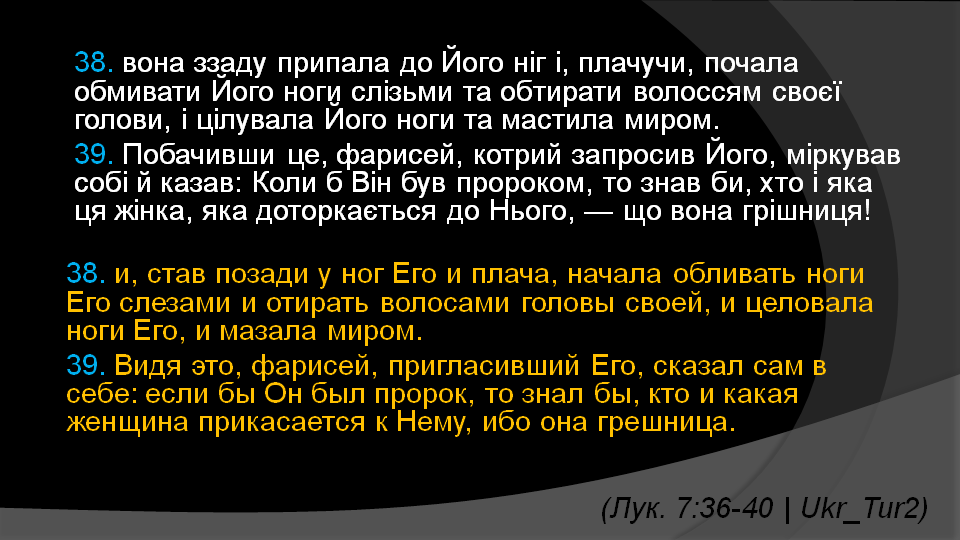 38. вона ззаду припала до Його ніг і, плачучи, почала
обмивати Його ноги слізьми та обтирати волоссям своєї
голови, і цілувала Його ноги та мастила миром.
39. Побачивши це, фарисей, котрий запросив Його, міркував
собі й казав: Коли б Він був пророком, то знав би, хто і яка
ця жінка, яка доторкається до Нього, — що вона грішниця!
38. и, став позади у ног Его и плача, начала обливать ноги
Его слезами и отирать волосами головы своей, и целовала
ноги Его, и мазала миром.
39. Видя это, фарисей, пригласивший Его, сказал сам в
себе: если бы Он был пророк, то знал бы, кто и какая
женщина прикасается к Нему, ибо она грешница.
(Лук. 7:36-40 | Ukr_Tur2)